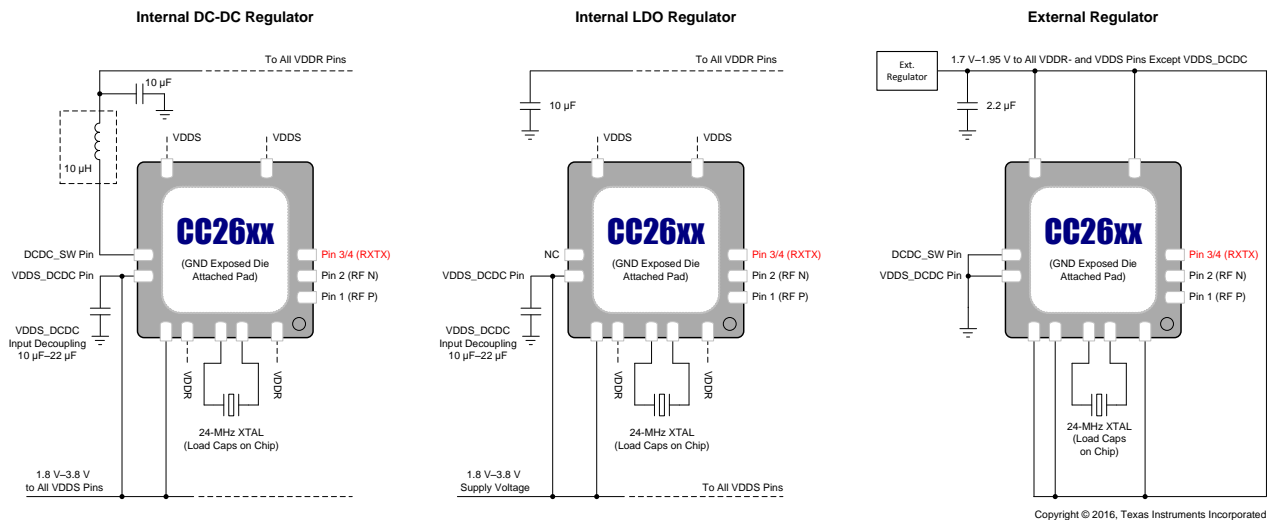 Internal DC-DC Regulator
To All VDDR Pins
10 µF
10 µH
VDDS
VDDS
CC26xx
(GND Exposed Die
Attached Pad)
DCDC_SW Pin
VDDS_DCDC Pin
Pin 3/4 (RXTX)
Pin 2 (RF N)
Pin 1 (RF P)
VDDS_DCDC
Input Decoupling
10 µF–22 µF
VDDR
VDDR
24-MHz XTAL
(Load Caps on Chip)
1.8 V–3.8 V
to All VDDS Pins
Internal LDO Regulator
To All VDDR Pins
10 µF
VDDS
VDDS
CC26xx
(GND Exposed Die
Attached Pad)
NC
VDDS_DCDC Pin
Pin 3/4 (RXTX)
Pin 2 (RF N)
Pin 1 (RF P)
VDDS_DCDC
Input Decoupling
10 µF–22 µF
VDDR
VDDR
24-MHz XTAL
(Load Caps on Chip)
1.8 V–3.8 V
Supply Voltage
To All VDDS Pins
External Regulator
Ext.
Regulator
1.7 V–1.95 V to All VDDR- and VDDS Pins Except VDDS_DCDC
2.2 µF
CC26xx
(GND Exposed Die
Attached Pad)
DCDC_SW Pin
VDDS_DCDC Pin
Pin 3/4 (RXTX)
Pin 2 (RF N)
Pin 1 (RF P)
24-MHz XTAL
(Load Caps
on Chip)
Copyright © 2016, Texas Instruments Incorporated